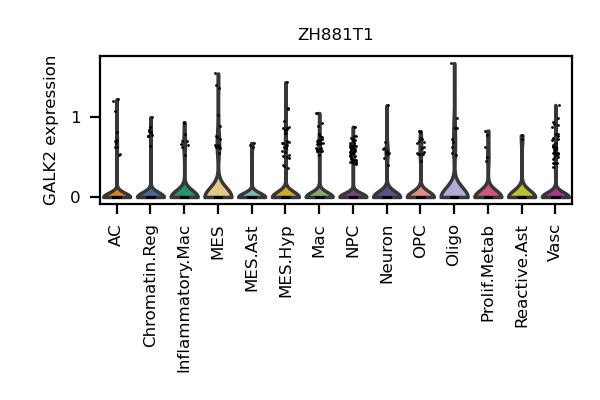 ZH881T1
GALK2 expression
1
0
AC
Chromatin.Reg
Inflammatory.Mac
MES
MES.Ast
MES.Hyp
Mac
NPC
Neuron
OPC
Oligo
Prolif.Metab
Reactive.Ast
Vasc